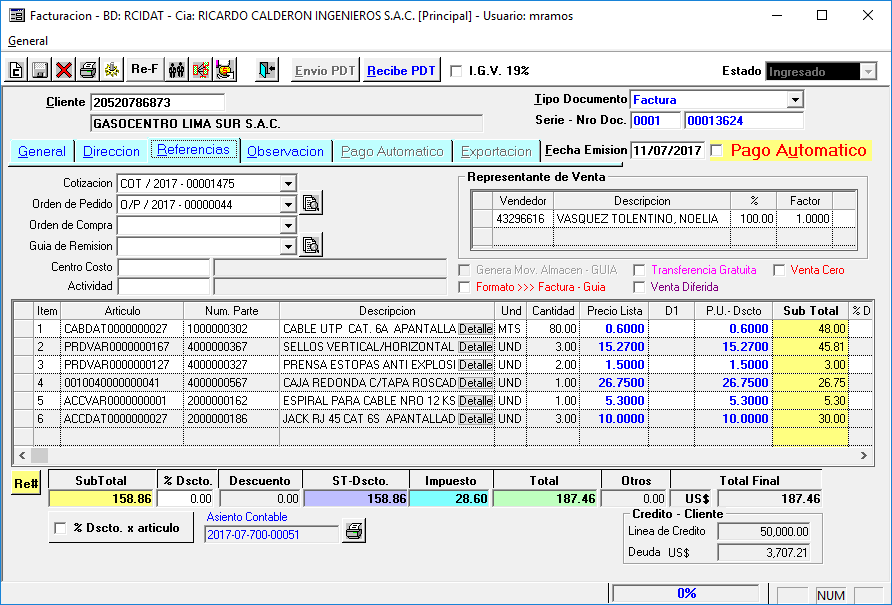 Facturacion - BD: RCIDAT - Cia: RICARDO CALDERON INGENIEROS S.A.C. [Principal] - Usuario: mramos
General
Re-F Envio PDT Recibe PDT I.G.V. 19% Estado Ingresado
Cliente 20520786873 Tipo Documento Factura
GASOCENTRO LIMA SUR S.A.C. Serie - Nro Doc. 0001 00013624
General Direccion Referencias Observacion Pago Automatico Exportacion Fecha Emision 11/07/2017 Pago Automatico
Cotizacion COT / 2017 - 00001475
Orden de Pedido O/P / 2017 - 00000044
Orden de Compra
Guia de Remision
Centro Costo
Actividad
Representante de Venta
Vendedor Descripcion % Factor
43296616 VASQUEZ TOLENTINO, NOELIA 100.00 1.0000
Genera Mov. Almacen - GUIA Transferencia Gratuita Venta Cero
Formato >>> Factura - Guia Venta Diferida
Item Articulo Num. Parte Descripcion Und Cantidad Precio Lista D1 P.U.- Dscto Sub Total % D
1 CABDAT0000000027 1000000302 CABLE UTP CAT. 6A APANTALLA Detalle MTS 80.00 0.6000 0.6000 48.00
2 PRDVAR0000000167 4000000367 SELLOS VERTICAL/HORIZONTAL Detalle UND 3.00 15.2700 15.2700 45.81
3 PRDVAR0000000127 4000000327 PRENSA ESTOPAS ANTI EXPLOSI Detalle UND 2.00 1.5000 1.5000 3.00
4 0010040000000041 4000000567 CAJA REDONDA C/TAPA ROSCAD Detalle UND 1.00 26.7500 26.7500 26.75
5 ACCVAR0000000001 2000000162 ESPIRAL PARA CABLE NRO 12 KS Detalle UND 1.00 5.3000 5.3000 5.30
6 ACCDAT0000000027 2000000186 JACK RJ 45 CAT 6S APANTALLAD Detalle UND 3.00 10.0000 10.0000 30.00
Re# SubTotal % Dscto. Descuento ST-Dscto. Impuesto Total Otros Total Final
158.86 0.00 0.00 158.86 28.60 187.46 0.00 US$ 187.46
% Dscto. x articulo
Asiento Contable
2017-07-700-00051
Credito - Cliente
Linea de Credito 50,000.00
Deuda US$ 3,707.21
0% NUM